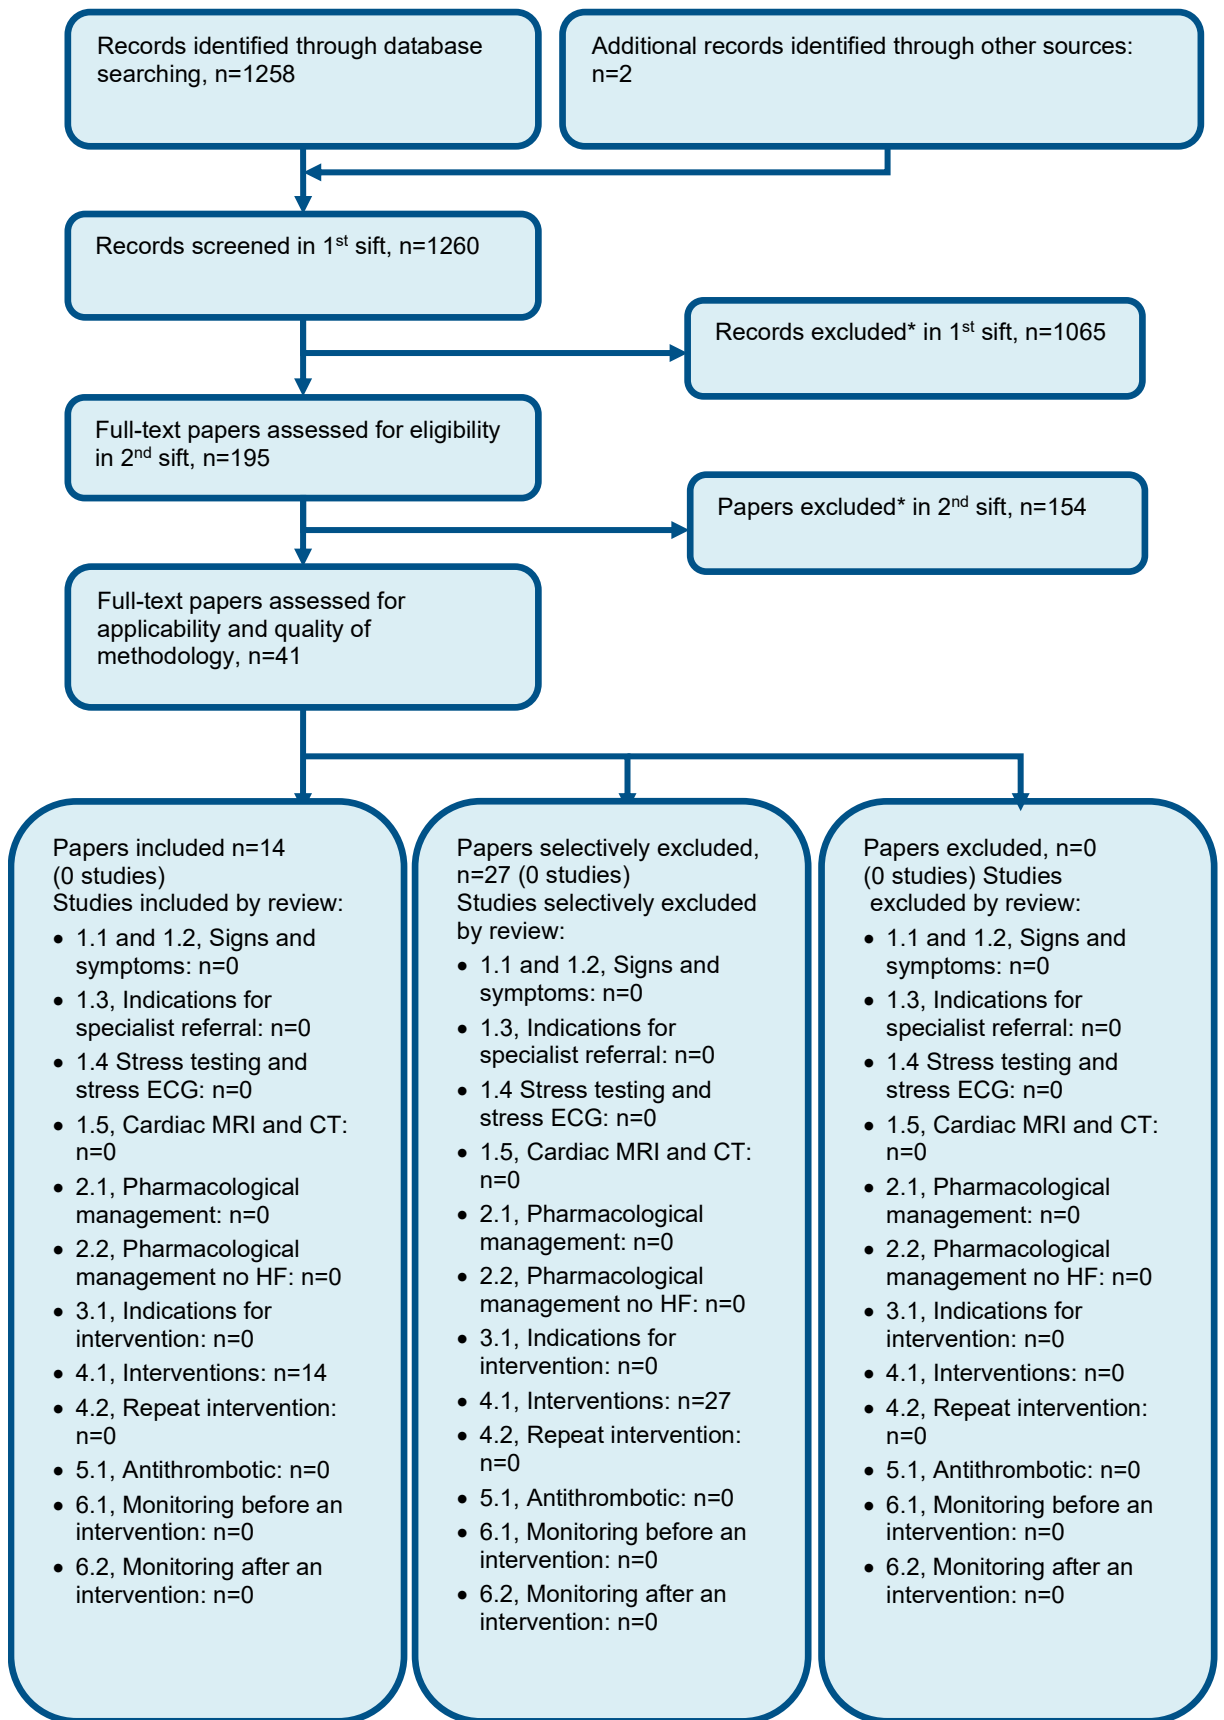 Records identified through database
searching, n=1258
Additional records identified through other sources:
n=2
Records screened in 1st sift, n=1260
Records excluded* in 1st sift, n=1065
Full-text papers assessed for eligibility
in 2nd sift, n=195
Papers excluded* in 2nd sift, n=154
Full-text papers assessed for
applicability and quality of
methodology, n=41
Papers included n=14
(0 studies)
Studies included by review:
• 1.1 and 1.2, Signs and
symptoms: n=0
• 1.3, Indications for
specialist referral: n=0
• 1.4 Stress testing and
stress ECG: n=0
• 1.5, Cardiac MRI and CT:
n=0
• 2.1, Pharmacological
management: n=0
• 2.2, Pharmacological
management no HF: n=0
• 3.1, Indications for
intervention: n=0
• 4.1, Interventions: n=14
• 4.2, Repeat intervention:
n=0
• 5.1, Antithrombotic: n=0
• 6.1, Monitoring before an
intervention: n=0
• 6.2, Monitoring after an
intervention: n=0
Papers selectively excluded,
n=27 (0 studies)
Studies selectively excluded
by review:
• 1.1 and 1.2, Signs and
symptoms: n=0
• 1.3, Indications for
specialist referral: n=0
• 1.4 Stress testing and
stress ECG: n=0
• 1.5, Cardiac MRI and CT:
n=0
• 2.1, Pharmacological
management: n=0
• 2.2, Pharmacological
management no HF: n=0
• 3.1, Indications for
intervention: n=0
• 4.1, Interventions: n=27
• 4.2, Repeat intervention:
n=0
• 5.1, Antithrombotic: n=0
• 6.1, Monitoring before an
intervention: n=0
• 6.2, Monitoring after an
intervention: n=0
Papers excluded, n=0
(0 studies) Studies
excluded by review:
• 1.1 and 1.2, Signs and
symptoms: n=0
• 1.3, Indications for
specialist referral: n=0
• 1.4 Stress testing and
stress ECG: n=0
• 1.5, Cardiac MRI and CT:
n=0
• 2.1, Pharmacological
management: n=0
• 2.2, Pharmacological
management no HF: n=0
• 3.1, Indications for
intervention: n=0
• 4.1, Interventions: n=0
• 4.2, Repeat intervention:
n=0
• 5.1, Antithrombotic: n=0
• 6.1, Monitoring before an
intervention: n=0
• 6.2, Monitoring after an
intervention: n=0